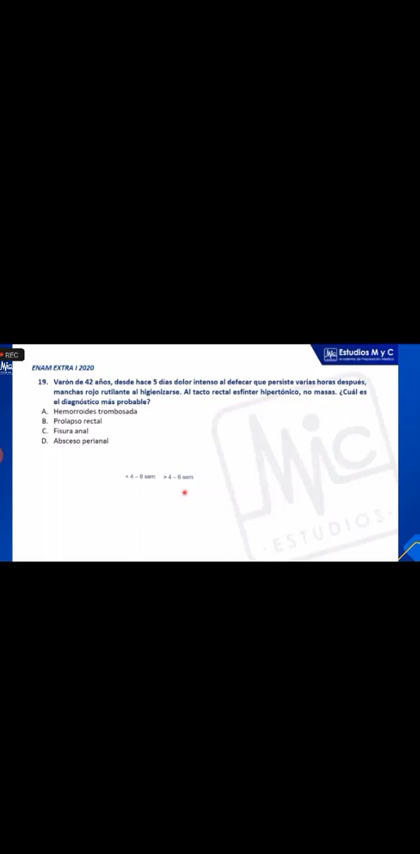 REC
Estudios M y C
ENAM EXTRA I 2020
19. Varón de 42 años, desde hace 5 días dolor intenso al defecar que persiste varias horas después,
manchas rojo rutilante al higienizarse. Al tacto rectal esfínter hipertónico, no masas. ¿Cuál es
el diagnóstico más probable?
A. Hemorroides trombosada
B. Prolapso rectal
C. Fisura anal
D. Absceso perianal
< 4 – 6 sem > 4 – 6 sem
MIC
· ESTUDIOS ·